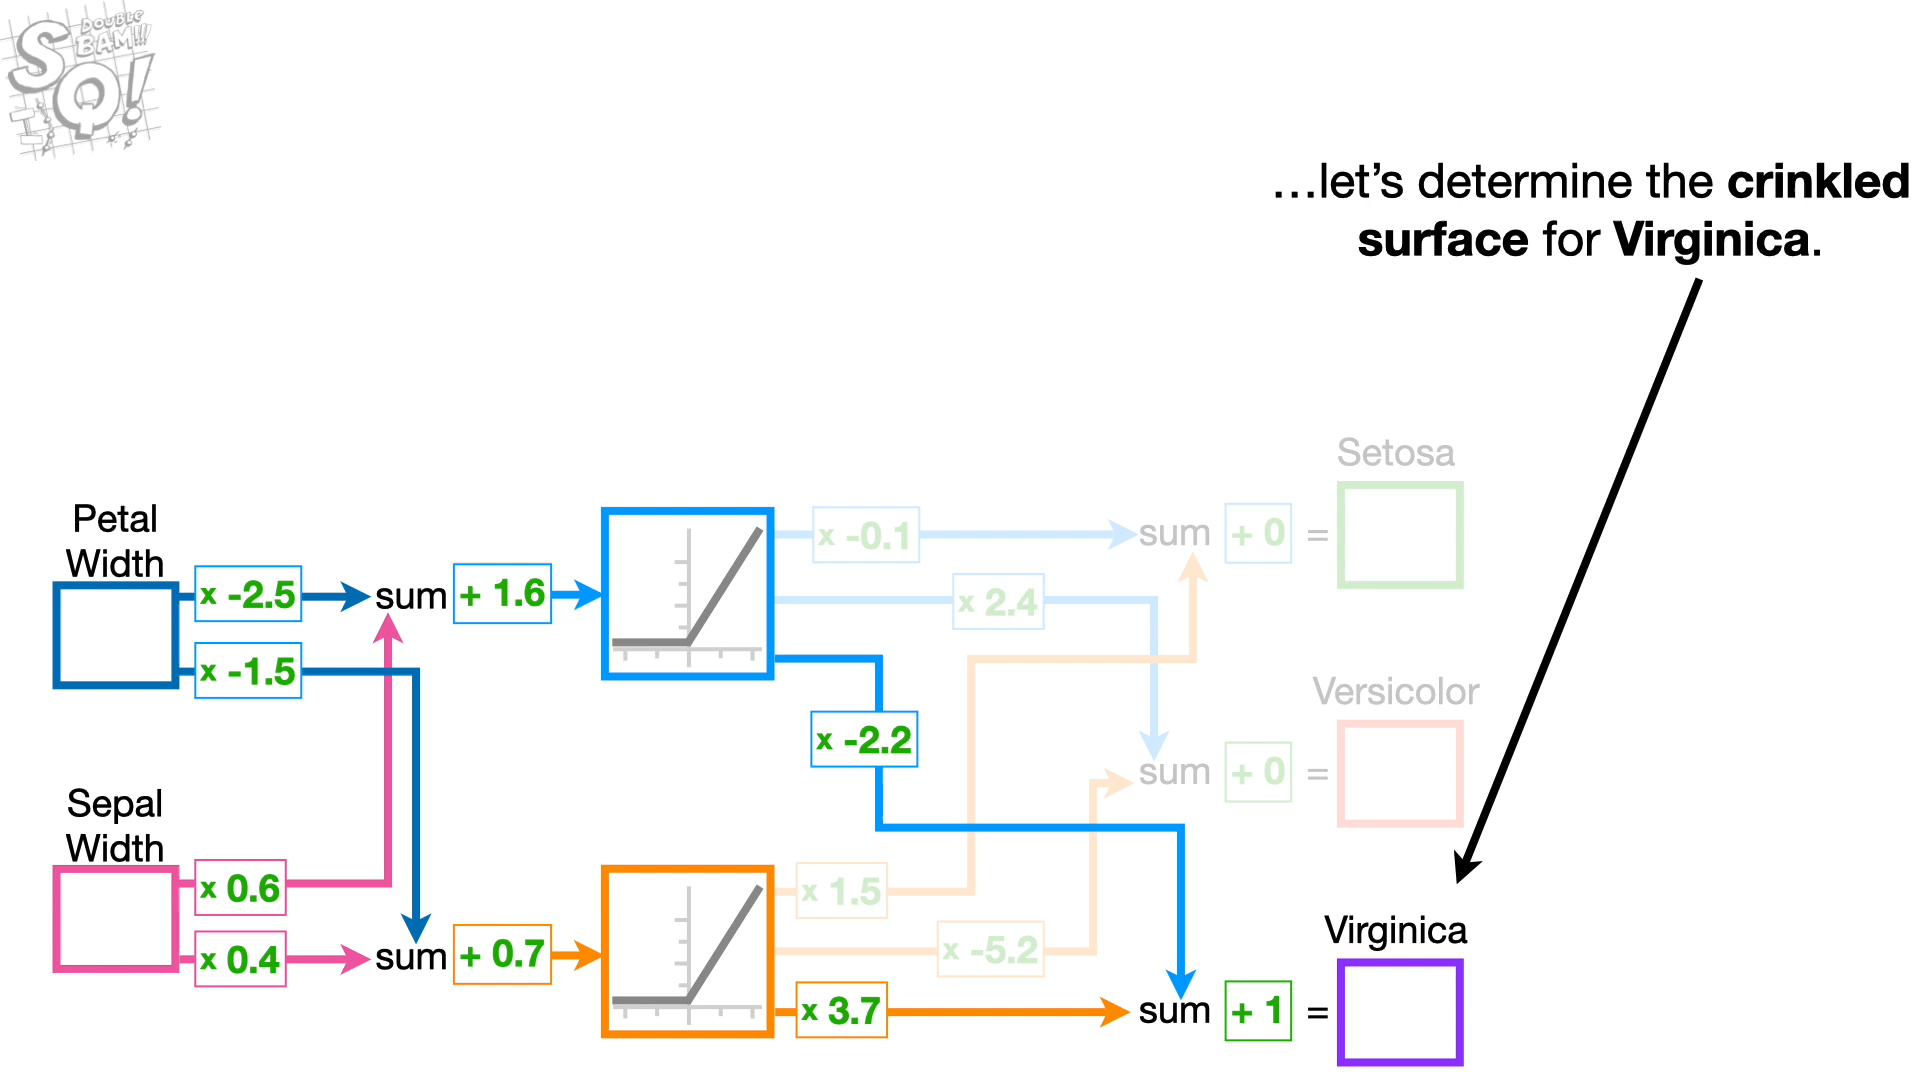 DOUBLE
BAM!!!
SQ!
…let’s determine the crinkled
surface for Virginica.
Setosa
Petal
Width
x -0.1
sum
+ 0
=
x -2.5
sum
+ 1.6
x 2.4
x -1.5
Versicolor
x -2.2
sum
+ 0
=
Sepal
Width
x 0.6
x 1.5
Virginica
x 0.4
sum
+ 0.7
x -5.2
x 3.7
sum
+ 1
=